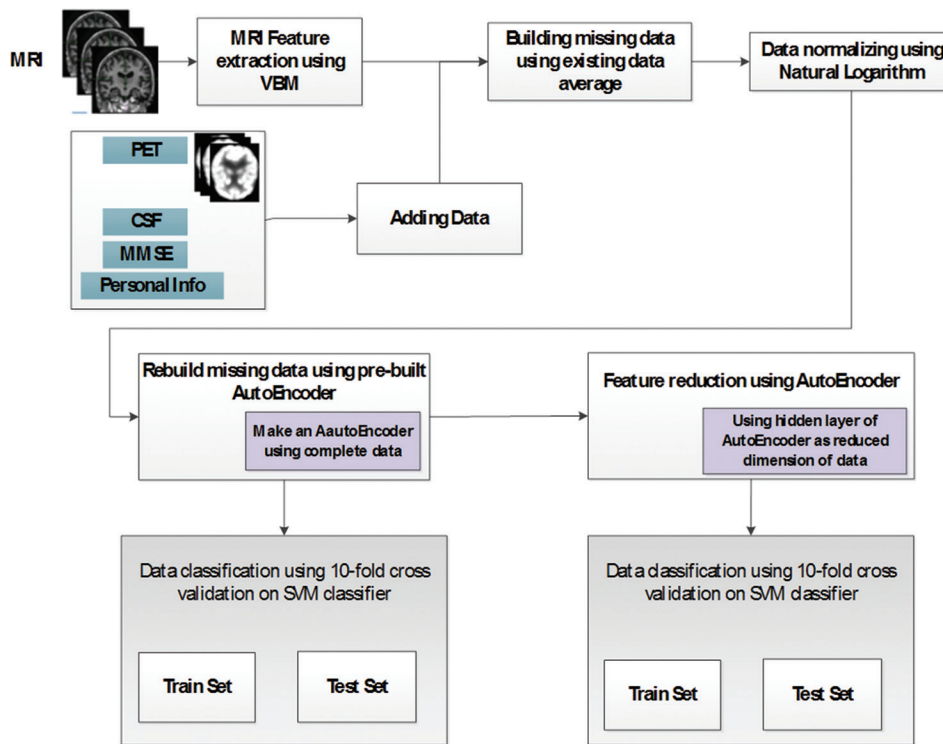 MRI
MRI Feature
extraction using
VBM
Building missing data
using existing data
average
Data normalizing using
Natural Logarithm
PET
CSF
MMSE
Personal Info
Adding Data
Rebuild missing data using pre-built
AutoEncoder
Make an AautoEncoder
using complete data
Feature reduction using AutoEncoder
Using hidden layer of
AutoEncoder as reduced
dimension of data
Data classification using 10-fold cross
validation on SVM classifier
Train Set
Test Set
Data classification using 10-fold cross
validation on SVM classifier
Train Set
Test Set